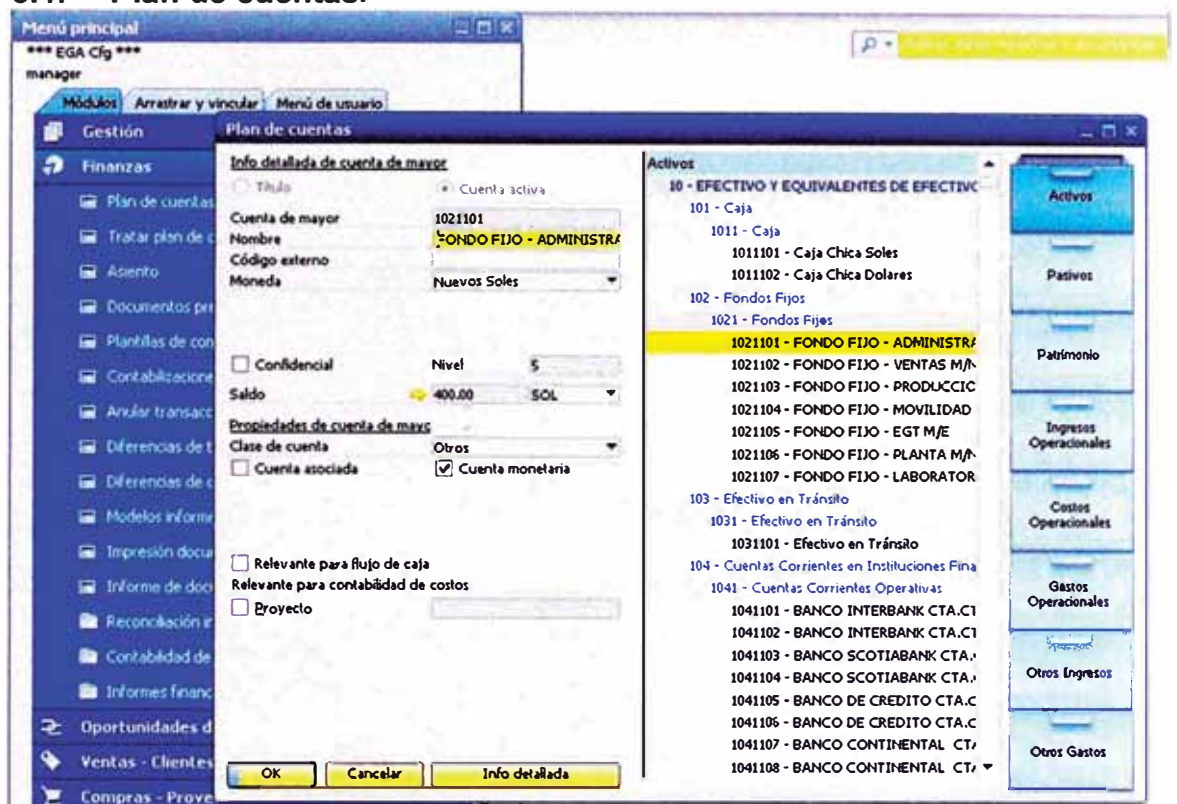 Plan de cuentas.
Menú principal
*** EGA Cfg ***
manager
Módulos Arrastrar y vincular Menú de usuario
Gestión
Finanzas
Plan de cuentas
Tratar plan de c
Asiento
Documentos pre
Plantillas de con
Contabilizacione
Anular transacc
Diferencias de t
Diferencias de c
Modelos informe
Impresión docu
Informe de doc
Reconciliación in
Contabilidad de
Informes financ
Oportunidades d
Ventas - Clientes
Compras - Prove
Plan de cuentas
Info detallada de cuenta de mayor
Título Cuenta activa
Cuenta de mayor 1021101
Nombre FONDO FIJO - ADMINISTRA
Código externo
Moneda Nuevos Soles
Confidencial Nivel 5
Saldo 400.00 SOL
Propiedades de cuenta de mayc
Clase de cuenta Otros
Cuenta asociada Cuenta monetaria
Relevante para flujo de caja
Relevante para contabilidad de costos
Proyecto
OK Cancelar Info detallada
Activos
10 - EFECTIVO Y EQUIVALENTES DE EFECTIVC
101 - Caja
1011 - Caja
1011101 - Caja Chica Soles
1011102 - Caja Chica Dolares
102 - Fondos Fijos
1021 - Fondos Fijos
1021101 - FONDO FIJO - ADMINISTRA
1021102 - FONDO FIJO - VENTAS M/N
1021103 - FONDO FIJO - PRODUCCIC
1021104 - FONDO FIJO - MOVILIDAD
1021105 - FONDO FIJO - EGT M/E
1021106 - FONDO FIJO - PLANTA M/N
1021107 - FONDO FIJO - LABORATOR
103 - Efectivo en Tránsito
1031 - Efectivo en Tránsito
1031101 - Efectivo en Tránsito
104 - Cuentas Corrientes en Instituciones Fina
1041 - Cuentas Corrientes Operativas
1041101 - BANCO INTERBANK CTA.CT
1041102 - BANCO INTERBANK CTA.CT
1041103 - BANCO SCOTIABANK CTA.
1041104 - BANCO SCOTIABANK CTA.
1041105 - BANCO DE CREDITO CTA.C
1041106 - BANCO DE CREDITO CTA.C
1041107 - BANCO CONTINENTAL CT
1041108 - BANCO CONTINENTAL CT
Activos
Pasivos
Patrimonio
Ingresos
Operacionales
Costos
Operacionales
Gastos
Operacionales
Otros Ingresos
Otros Gastos